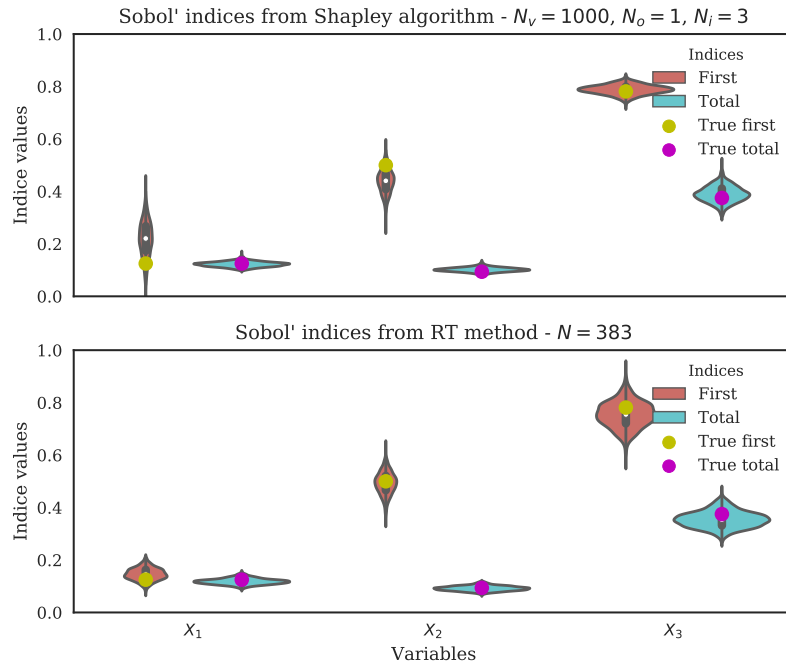 Sobol' indices from Shapley algorithm - $N_v = 1000$, $N_o = 1$, $N_i = 3$
1.0
0.8
0.6
0.4
0.2
0.0
Indice values
Indices
First
Total
True first
True total
Sobol' indices from RT method - $N = 383$
1.0
0.8
0.6
0.4
0.2
0.0
Indice values
Indices
First
Total
True first
True total
$X_1$ $X_2$ $X_3$
Variables